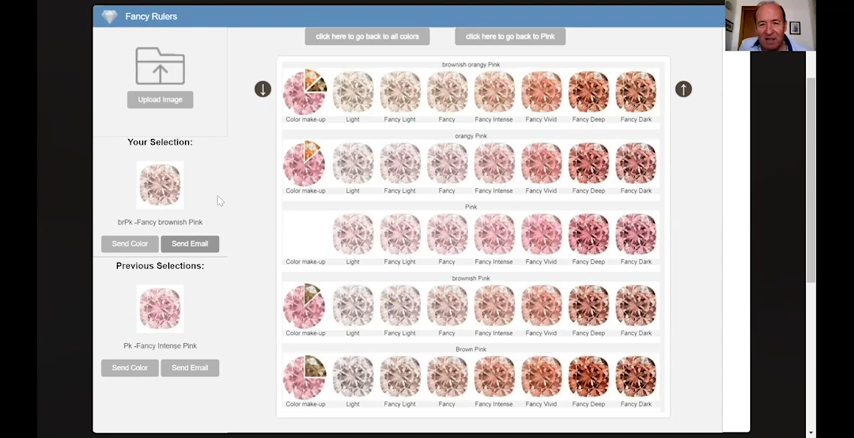 Fancy Rulers
click here to go back to all colors
click here to go back to Pink
Upload Image
Your Selection:
brPk -Fancy brownish Pink
Send Color Send Email
Previous Selections:
Pk -Fancy Intense Pink
Send Color Send Email
brownish orangy Pink
Color make-up Light Fancy Light Fancy Fancy Intense Fancy Vivid Fancy Deep Fancy Dark
orangy Pink
Color make-up Light Fancy Light Fancy Fancy Intense Fancy Vivid Fancy Deep Fancy Dark
Pink
Light Fancy Light Fancy Fancy Intense Fancy Vivid Fancy Deep Fancy Dark
brownish Pink
Color make-up Light Fancy Light Fancy Fancy Intense Fancy Vivid Fancy Deep Fancy Dark
Brown Pink
Color make-up Light Fancy Light Fancy Fancy Intense Fancy Vivid Fancy Deep Fancy Dark